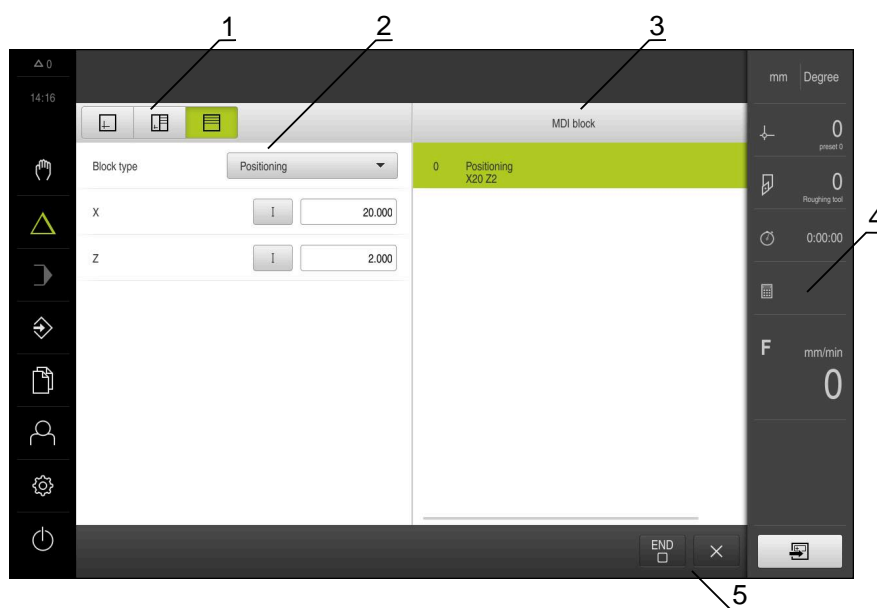 1
2
3
0
14:16
mm
Degree
MDI block
0
preset 0
Block type
Positioning
0
Positioning
X20 Z2
0
Roughing tool
X
I
20.000
4
0:00:00
Z
I
2.000
F
mm/min
0
END
5